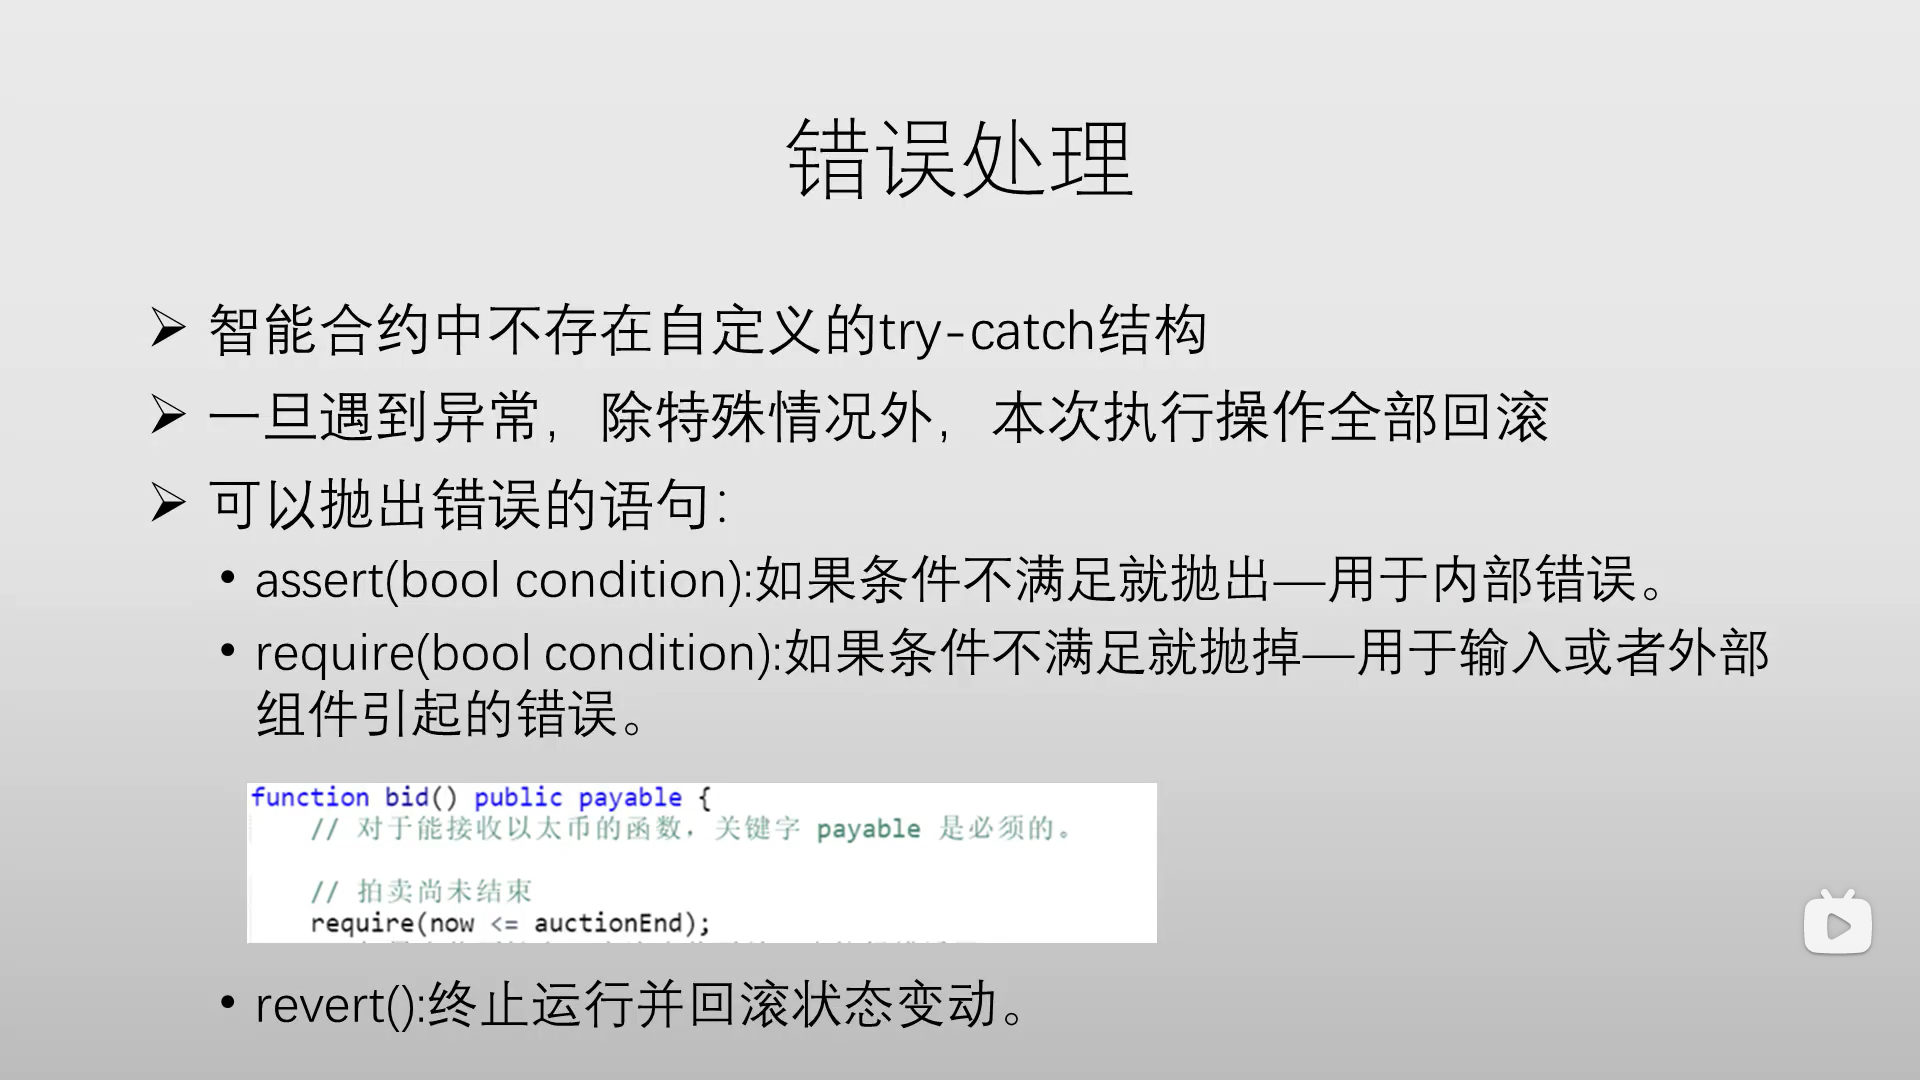 错误处理
智能合约中不存在自定义的try-catch结构
一旦遇到异常，除特殊情况外，本次执行操作全部回滚
可以抛出错误的语句：
• assert(bool condition):如果条件不满足就抛出—用于内部错误。
• require(bool condition):如果条件不满足就抛掉—用于输入或者外部
组件引起的错误。
function bid() public payable {
// 对于能接收以太币的函数，关键字 payable 是必须的。
// 拍卖尚未结束
require(now <= auctionEnd);
• revert():终止运行并回滚状态变动。